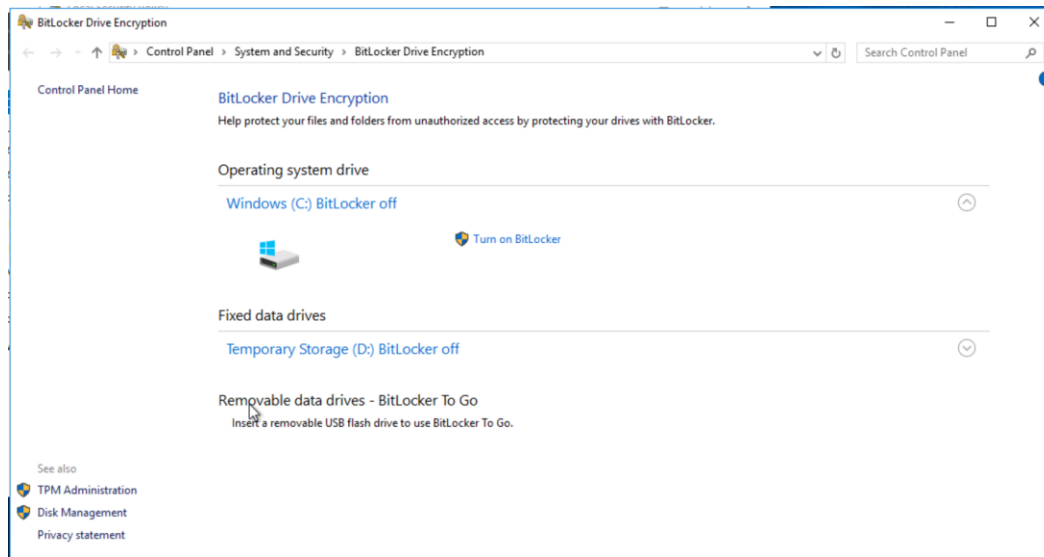 BitLocker Drive Encryption
Control Panel > System and Security > BitLocker Drive Encryption
Search Control Panel
Control Panel Home
BitLocker Drive Encryption
Help protect your files and folders from unauthorized access by protecting your drives with BitLocker.
Operating system drive
Windows (C:) BitLocker off
Turn on BitLocker
Fixed data drives
Temporary Storage (D:) BitLocker off
Removable data drives - BitLocker To Go
Insert a removable USB flash drive to use BitLocker To Go.
See also
TPM Administration
Disk Management
Privacy statement